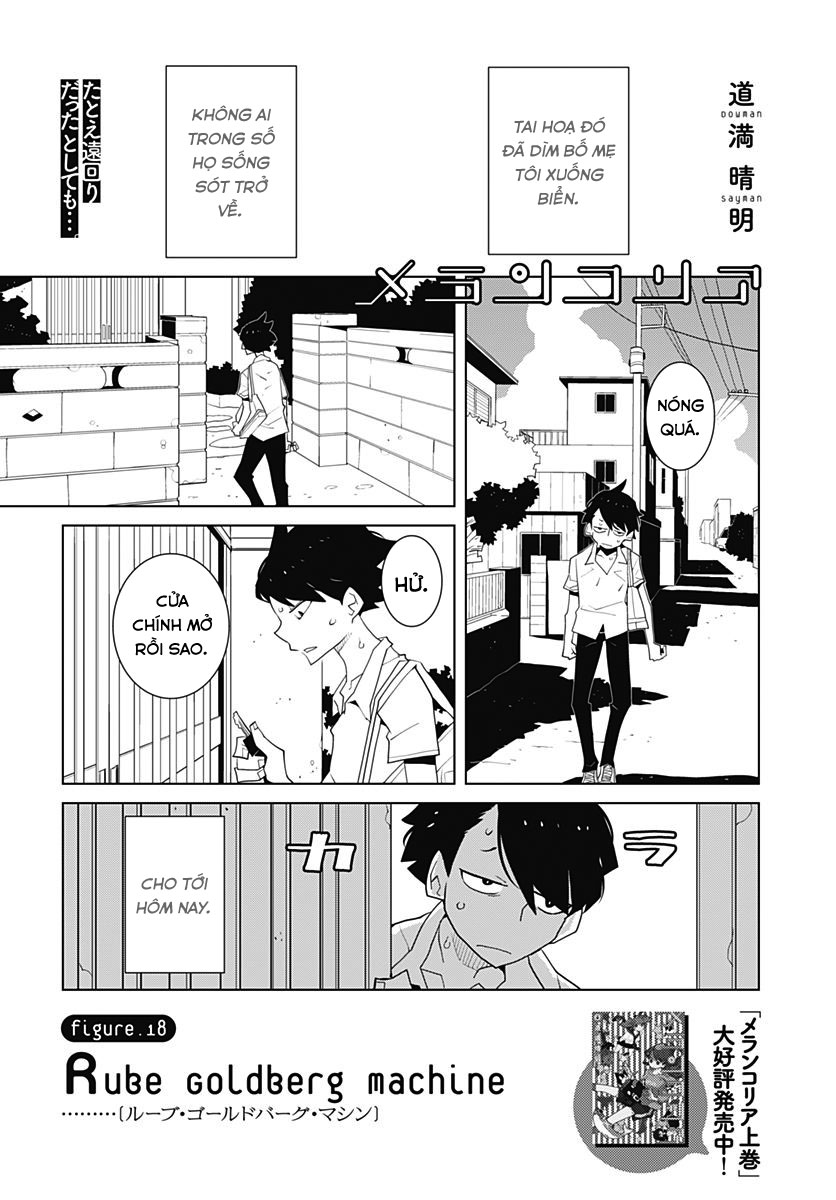 道満晴明
DOWMAN
SAYMAN
TAI HOẠ ĐÓ
ĐÃ DÌM BỐ MẸ
TÔI XUỐNG
BIỂN.
KHÔNG AI
TRONG SỐ
HỌ SỐNG
SÓT TRỞ
VỀ.
たとえ遠回り
だったとしても…
メランコリア
NÓNG
QUÁ.
HỬ.
CỬA
CHÍNH MỞ
RỒI SAO.
ガラ
CHO TỚI
HÔM NAY.
figure.18
Rube Goldberg machine
………〔ルーブ・ゴールドバーグ・マシン〕
「メランコリア上巻」
大好評発売中！